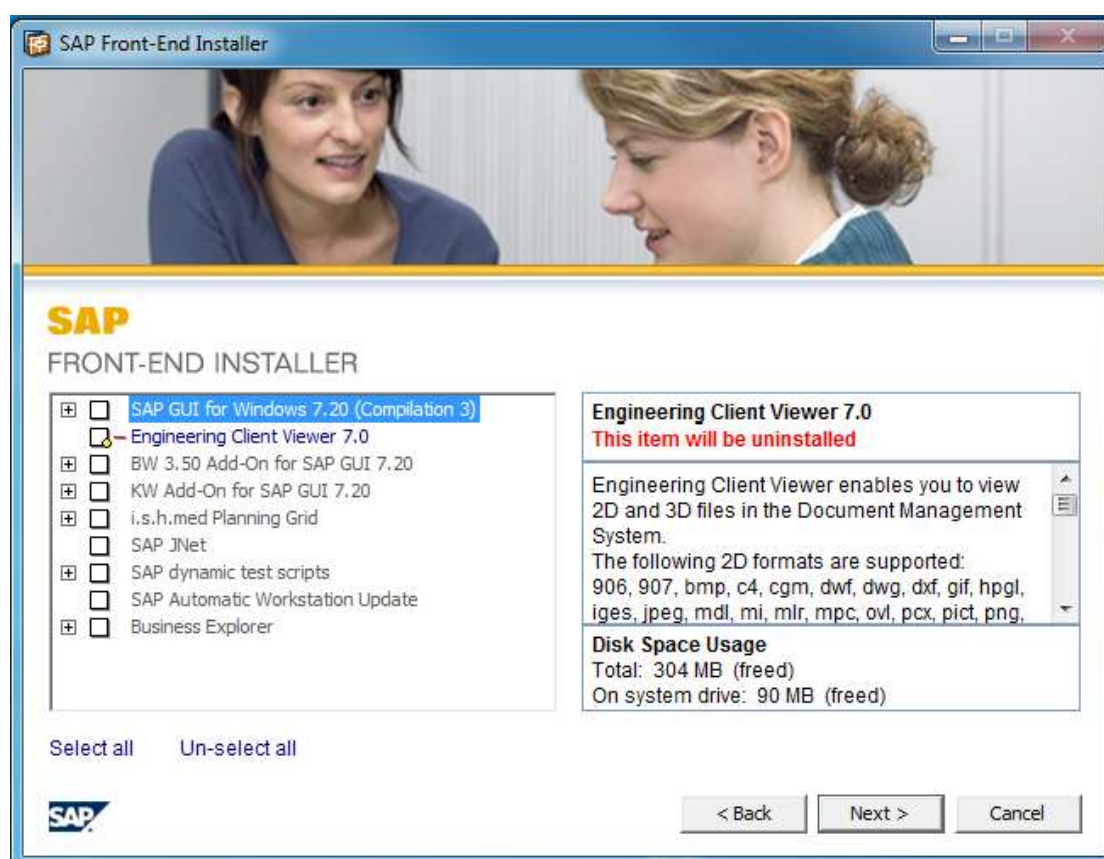 SAP Front-End Installer
SAP
FRONT-END INSTALLER
SAP GUI for Windows 7.20 (Compilation 3)
Engineering Client Viewer 7.0
BW 3.50 Add-On for SAP GUI 7.20
KW Add-On for SAP GUI 7.20
i.s.h.med Planning Grid
SAP JNet
SAP dynamic test scripts
SAP Automatic Workstation Update
Business Explorer
Engineering Client Viewer 7.0
This item will be uninstalled
Engineering Client Viewer enables you to view
2D and 3D files in the Document Management
System.
The following 2D formats are supported:
906, 907, bmp, c4, cgm, dwf, dwg, dxf, gif, hpgl,
iges, jpeg, mdl, mi, mlr, mpc, ovl, pcx, pict, png,
Disk Space Usage
Total: 304 MB (freed)
On system drive: 90 MB (freed)
Select all Un-select all
SAP
< Back Next > Cancel